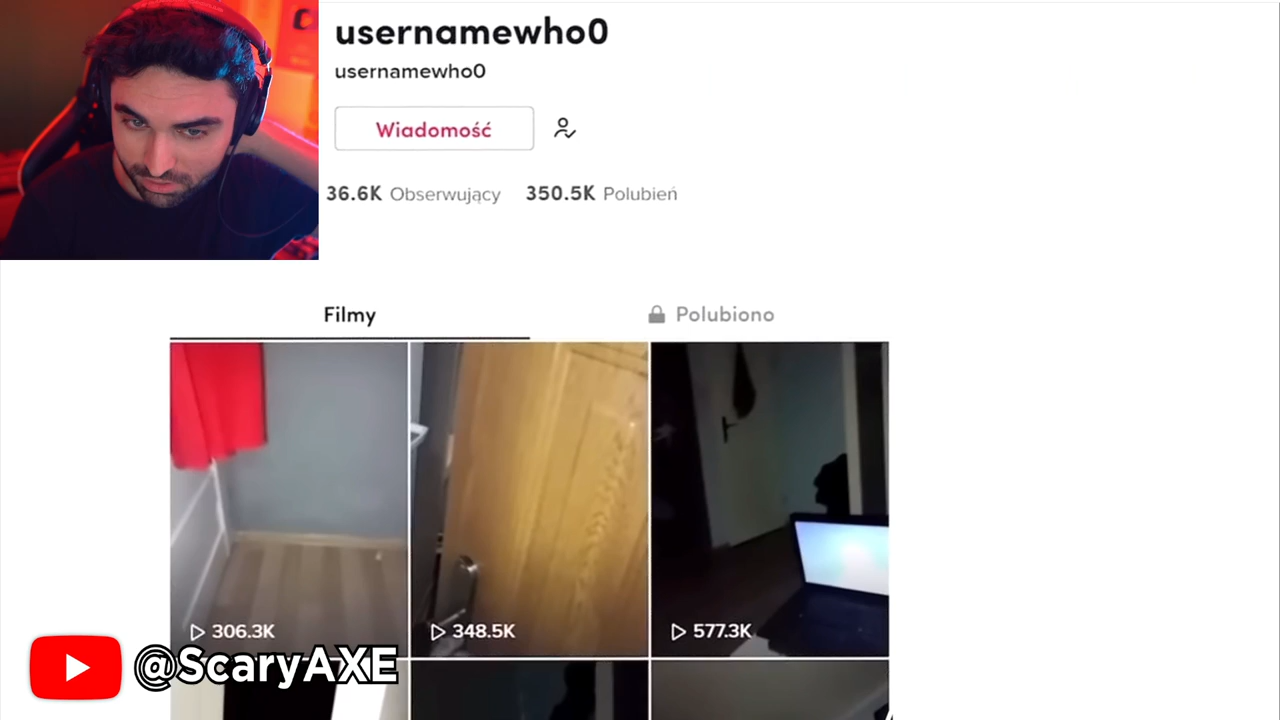 usernamewho0
usernamewho0
Wiadomość
36.6K Obserwujący 350.5K Polubień
Filmy Polubiono
306.3K 348.5K 577.3K
@ScaryAXE